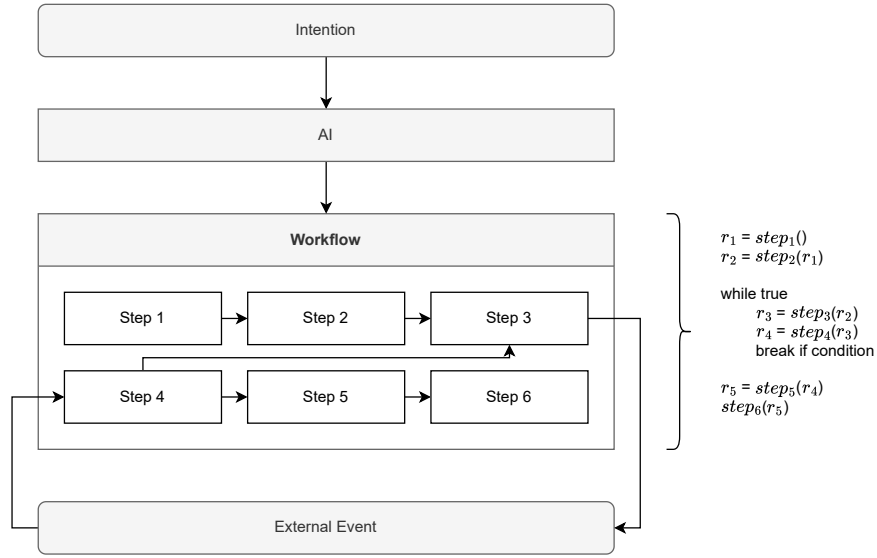 Intention
AI
Workflow
Step 1
Step 2
Step 3
Step 4
Step 5
Step 6
External Event
r₁ = step₁()
r₂ = step₂(r₁)
while true
r₃ = step₃(r₂)
r₄ = step₄(r₃)
break if condition
r₅ = step₅(r₄)
step₆(r₅)